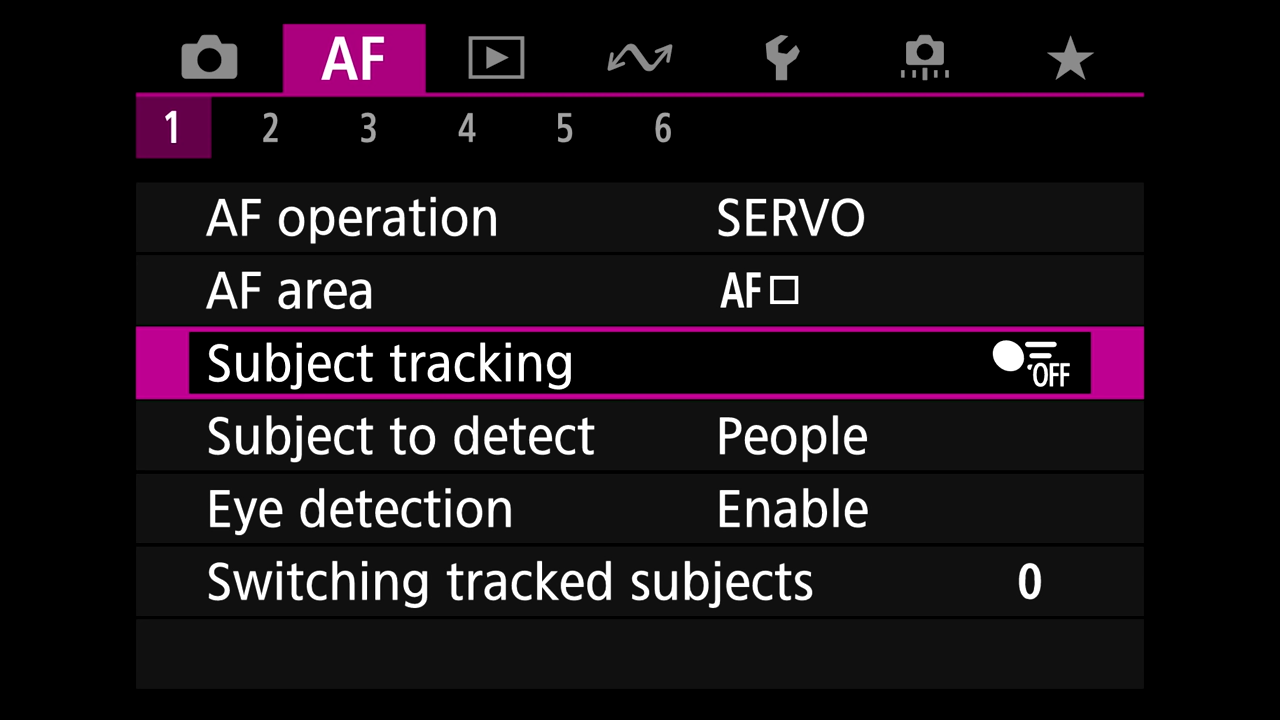 AF
1 2 3 4 5 6
AF operation SERVO
AF area AF
Subject tracking OFF
Subject to detect People
Eye detection Enable
Switching tracked subjects 0